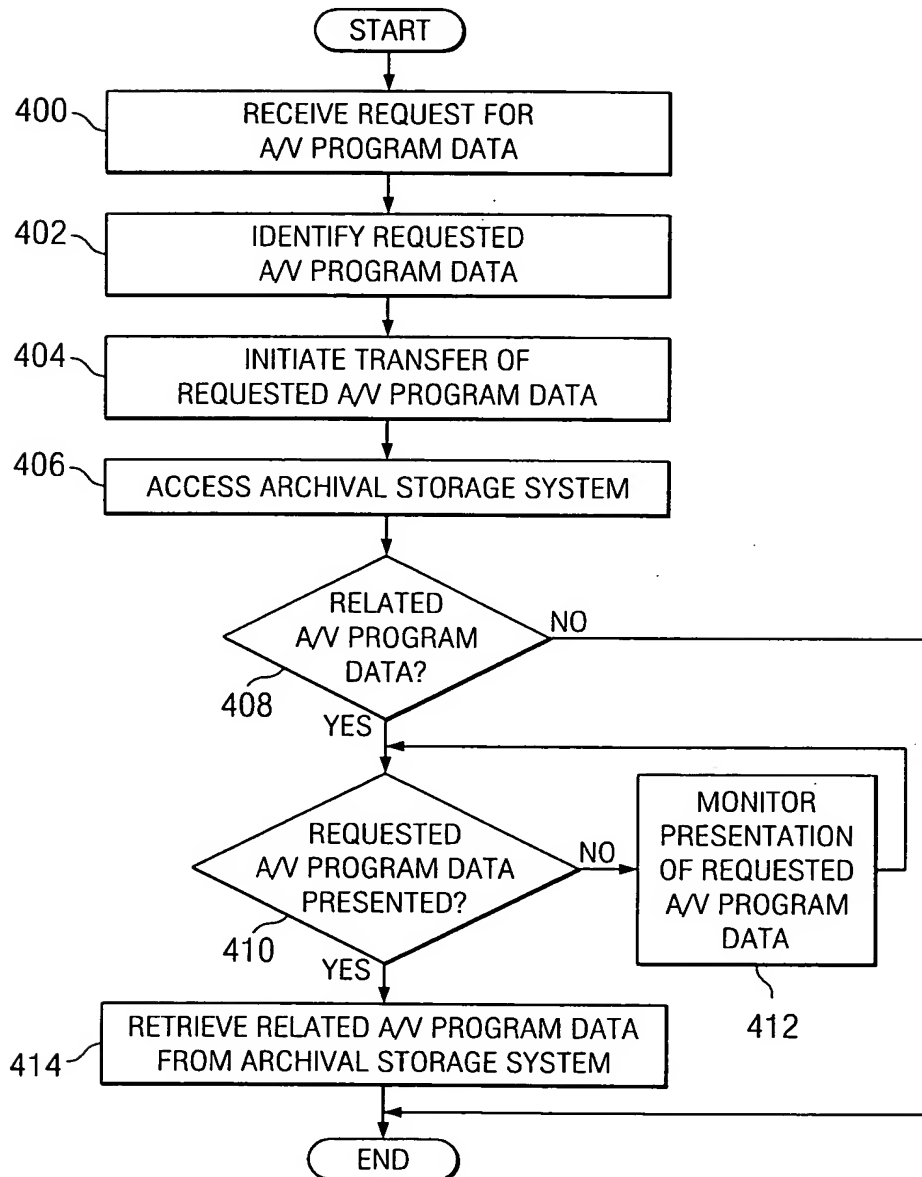 START
400
RECEIVE REQUEST FOR
A/V PROGRAM DATA
402
IDENTIFY REQUESTED
A/V PROGRAM DATA
404
INITIATE TRANSFER OF
REQUESTED A/V PROGRAM DATA
406
ACCESS ARCHIVAL STORAGE SYSTEM
RELATED
A/V PROGRAM
DATA?
NO
408
YES
REQUESTED
A/V PROGRAM DATA
PRESENTED?
NO
410
YES
MONITOR
PRESENTATION
OF REQUESTED
A/V PROGRAM
DATA
412
414
RETRIEVE RELATED A/V PROGRAM DATA
FROM ARCHIVAL STORAGE SYSTEM
END